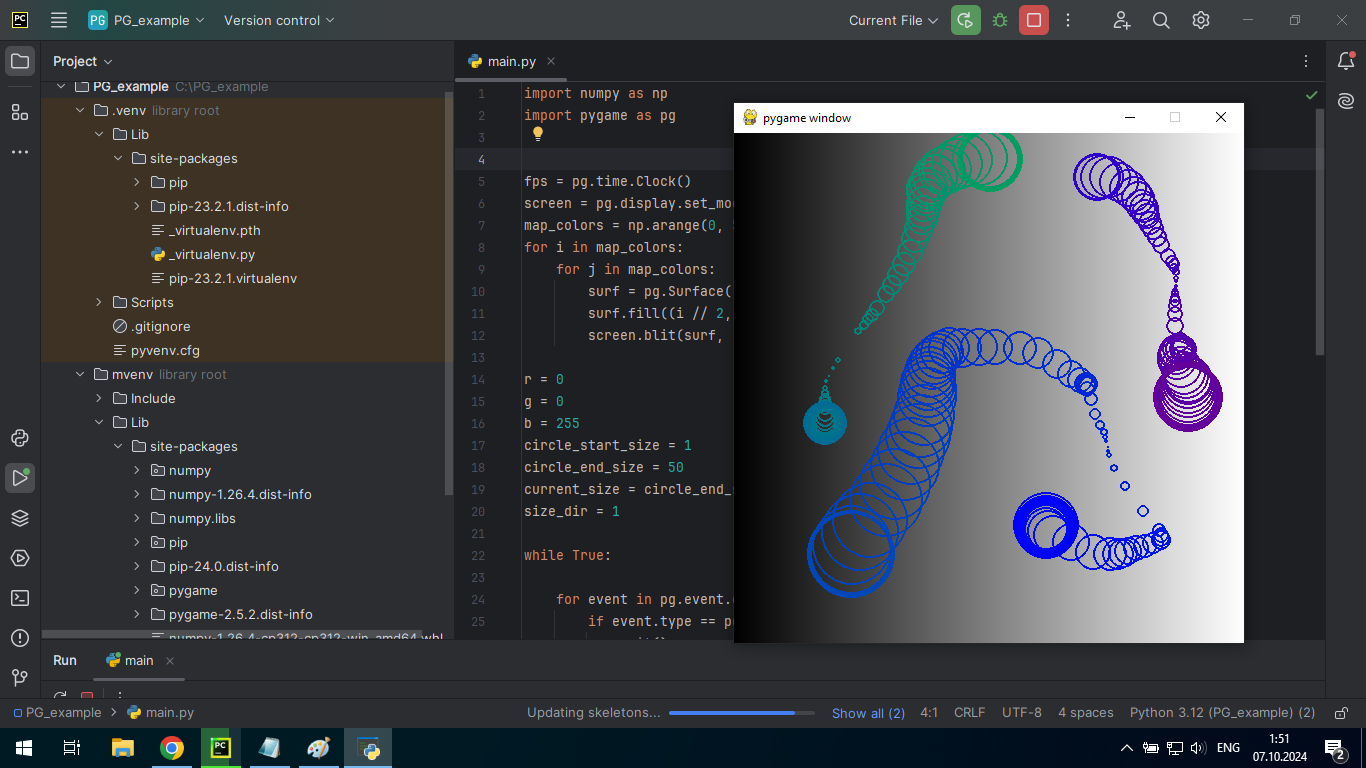 PC
PG
PG_example
Version control
Current File
Project
main.py
PG_example C:\PG_example
.venv library root
Lib
site-packages
pip
pip-23.2.1.dist-info
_virtualenv.pth
_virtualenv.py
pip-23.2.1.virtualenv
Scripts
.gitignore
pyvenv.cfg
mvenv library root
Include
Lib
site-packages
numpy
numpy-1.26.4.dist-info
numpy.libs
pip
pip-24.0.dist-info
pygame
pygame-2.5.2.dist-info
numpy-1.26.4-cp312-cp312-win_amd64.whl
1 import numpy as np
2 import pygame as pg
3
4
5 fps = pg.time.Clock()
6 screen = pg.display.set_mo
7 map_colors = np.arange(0,
8 for i in map_colors:
9 for j in map_colors:
10 surf = pg.Surface(
11 surf.fill((i // 2,
12 screen.blit(surf,
13
14 r = 0
15 g = 0
16 b = 255
17 circle_start_size = 1
18 circle_end_size = 50
19 current_size = circle_end_
20 size_dir = 1
21
22 while True:
23
24 for event in pg.event.
25 if event.type == p
pygame window
Run
main
PG_example
main.py
Updating skeletons...
Show all (2)
4:1
CRLF
UTF-8
4 spaces
Python 3.12 (PG_example) (2)
PC
ENG
1:51
07.10.2024
2